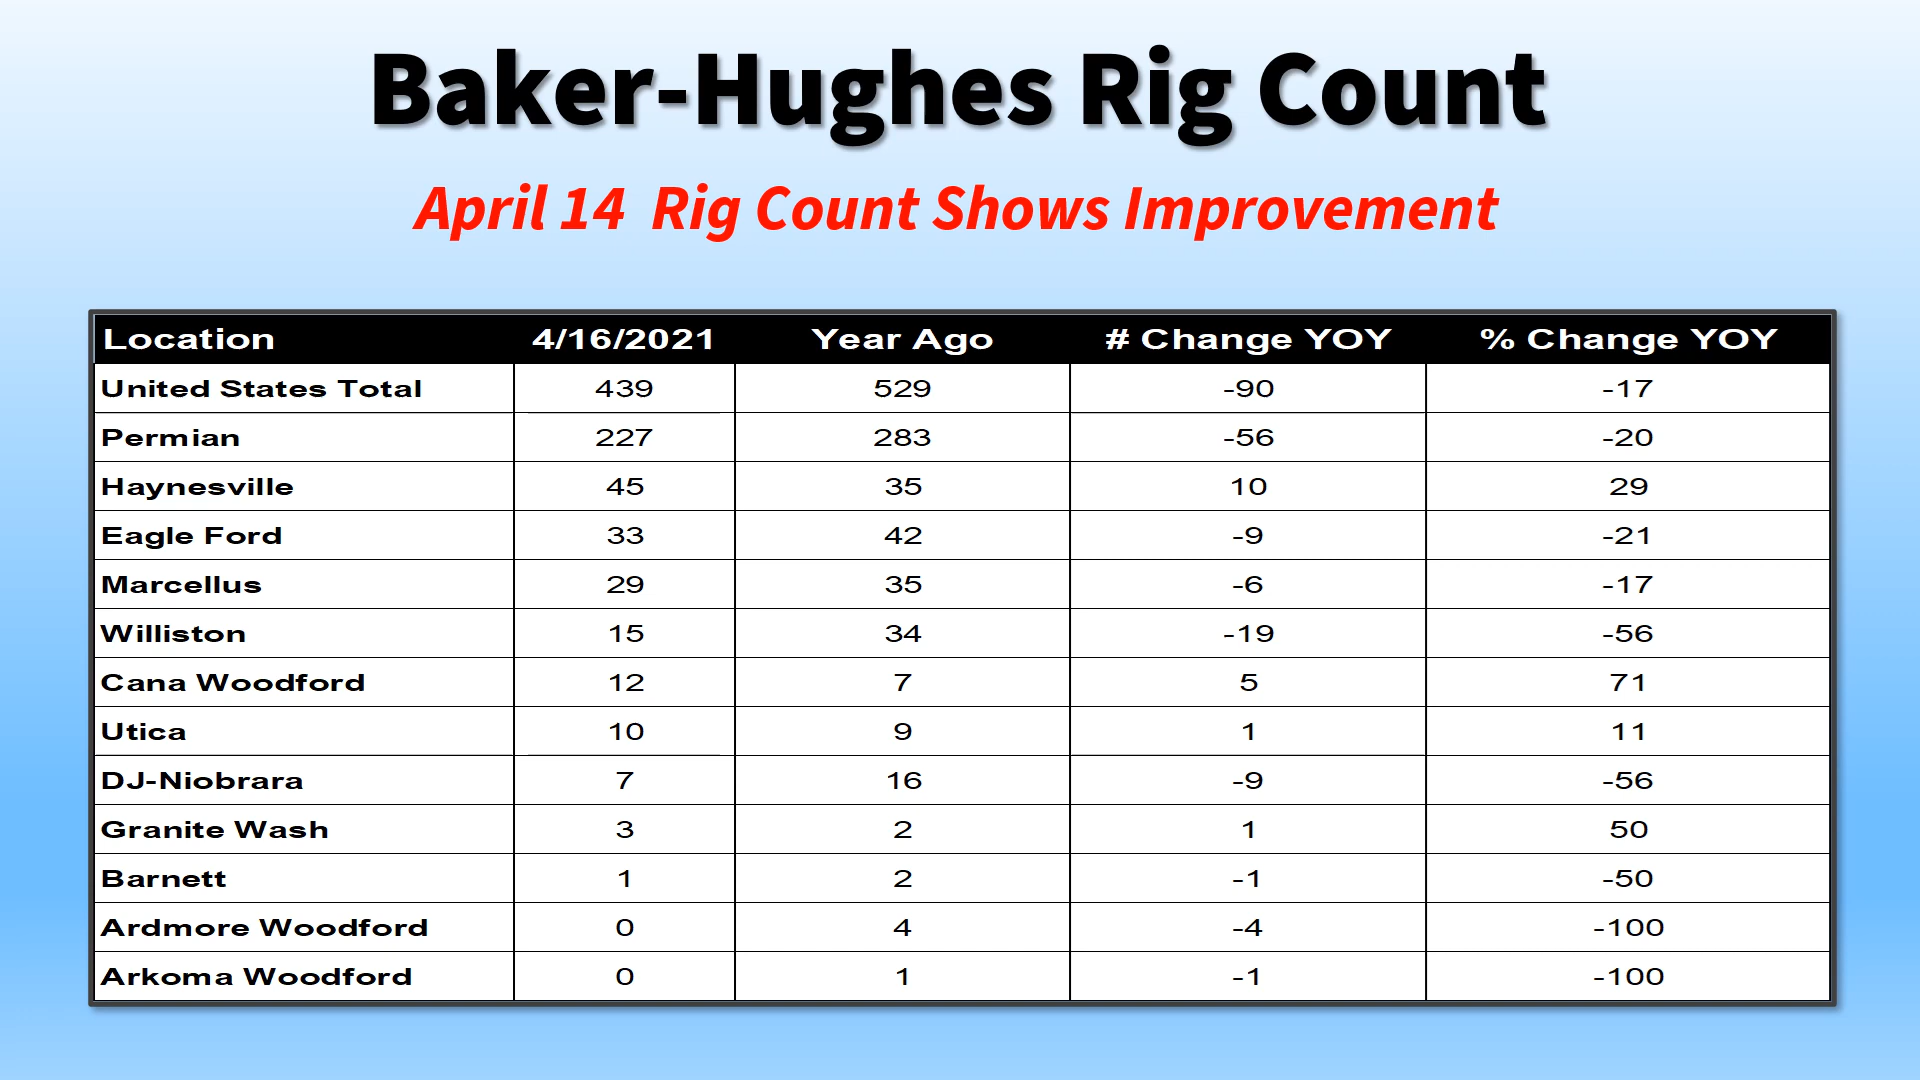 Baker-Hughes Rig Count
April 14  Rig Count Shows Improvement
Location 4/16/2021 Year Ago # Change YOY % Change YOY
United States Total 439 529 -90 -17
Permian 227 283 -56 -20
Haynesville 45 35 10 29
Eagle Ford 33 42 -9 -21
Marcellus 29 35 -6 -17
Williston 15 34 -19 -56
Cana Woodford 12 7 5 71
Utica 10 9 1 11
DJ-Niobrara 7 16 -9 -56
Granite Wash 3 2 1 50
Barnett 1 2 -1 -50
Ardmore Woodford 0 4 -4 -100
Arkoma Woodford 0 1 -1 -100